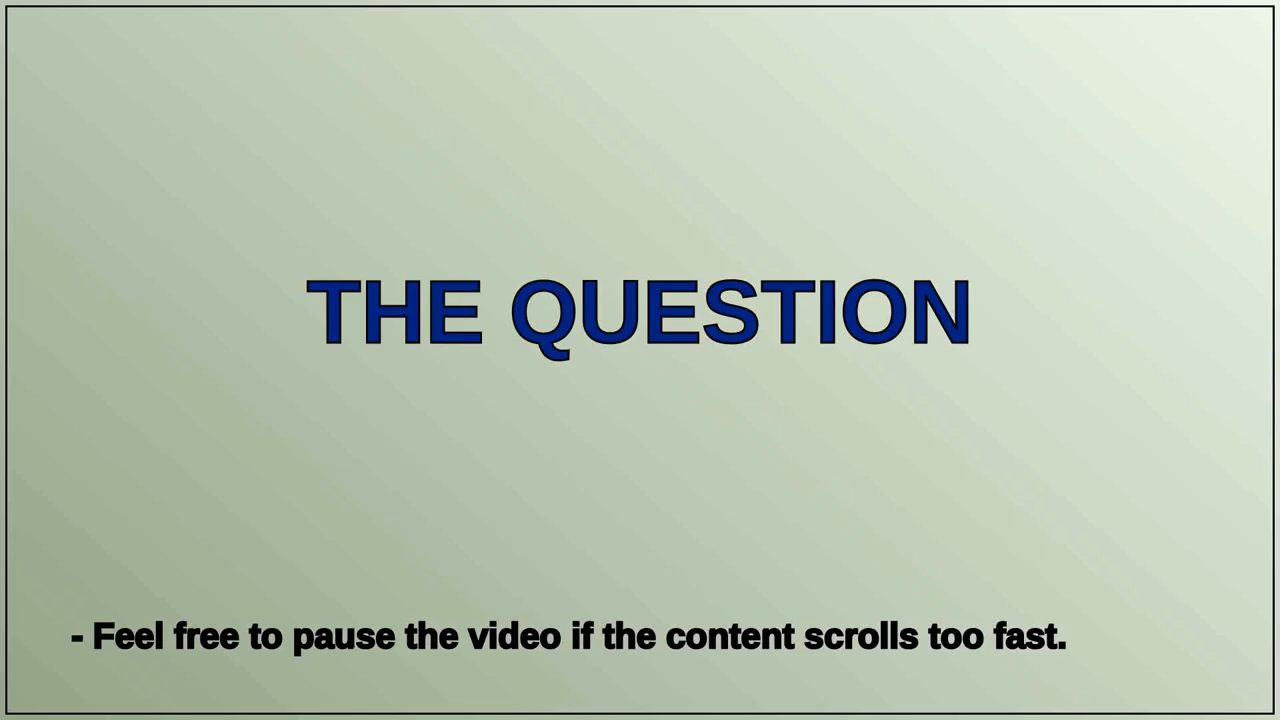 THE QUESTION
- Feel free to pause the video if the content scrolls too fast.